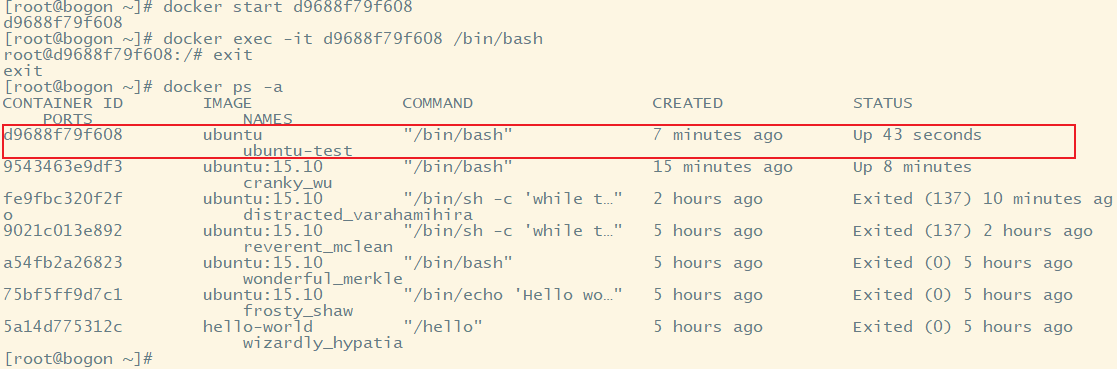 [root@bogon ~]# docker start d9688f79f608
d9688f79f608
[root@bogon ~]# docker exec -it d9688f79f608 /bin/bash
root@d9688f79f608:/# exit
exit
[root@bogon ~]# docker ps -a
CONTAINER ID        IMAGE               COMMAND                  CREATED             STATUS
    PORTS               NAMES
d9688f79f608        ubuntu              "/bin/bash"              7 minutes ago       Up 43 seconds
                        ubuntu-test
9543463e9df3        ubuntu:15.10        "/bin/bash"              15 minutes ago      Up 8 minutes
                        cranky_wu
fe9fbc320f2f        ubuntu:15.10        "/bin/sh -c 'while t…"   2 hours ago         Exited (137) 10 minutes ag
o                       distracted_varahamihira
9021c013e892        ubuntu:15.10        "/bin/sh -c 'while t…"   5 hours ago         Exited (137) 2 hours ago
                        reverent_mclean
a54fb2a26823        ubuntu:15.10        "/bin/bash"              5 hours ago         Exited (0) 5 hours ago
                        wonderful_merkle
75bf5ff9d7c1        ubuntu:15.10        "/bin/echo 'Hello wo…"   5 hours ago         Exited (0) 5 hours ago
                        frosty_shaw
5a14d775312c        hello-world         "/hello"                 5 hours ago         Exited (0) 5 hours ago
                        wizardly_hypatia
[root@bogon ~]#